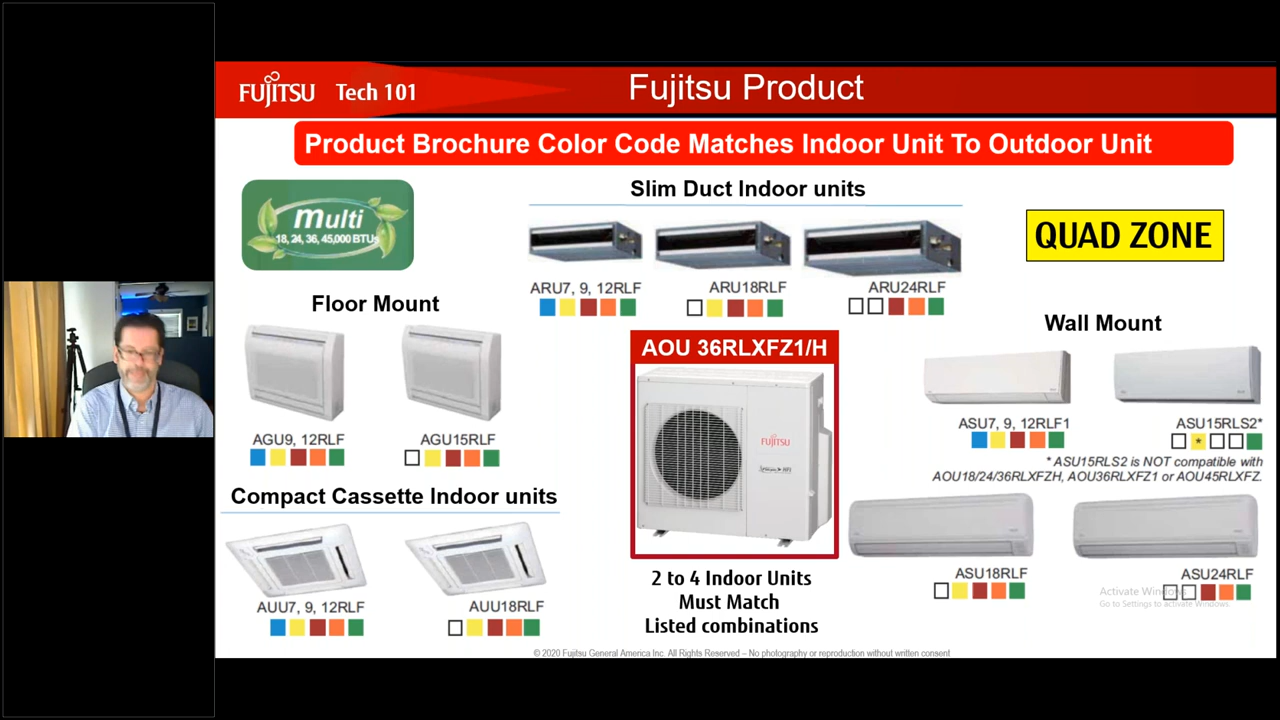 FUJITSU Tech 101
Fujitsu Product
Product Brochure Color Code Matches Indoor Unit To Outdoor Unit
multi
18, 24, 36, 45,000 BTUs
Slim Duct Indoor units
QUAD ZONE
ARU7, 9, 12RLF
ARU18RLF
ARU24RLF
Floor Mount
AGU9, 12RLF
AGU15RLF
AOU 36RLXFZ1/H
FUJITSU
Wall Mount
ASU7, 9, 12RLF1
ASU15RLS2*
*
* ASU15RLS2 is NOT compatible with
AOU18/24/36RLXFZH, AOU36RLXFZ1 or AOU45RLXFZ.
Compact Cassette Indoor units
AUU7, 9, 12RLF
AUU18RLF
2 to 4 Indoor Units
Must Match
Listed combinations
ASU18RLF
ASU24RLF
Activate Windows
Go to Settings to activate Windows.
© 2020 Fujitsu General America Inc. All Rights Reserved – No photography or reproduction without written consent